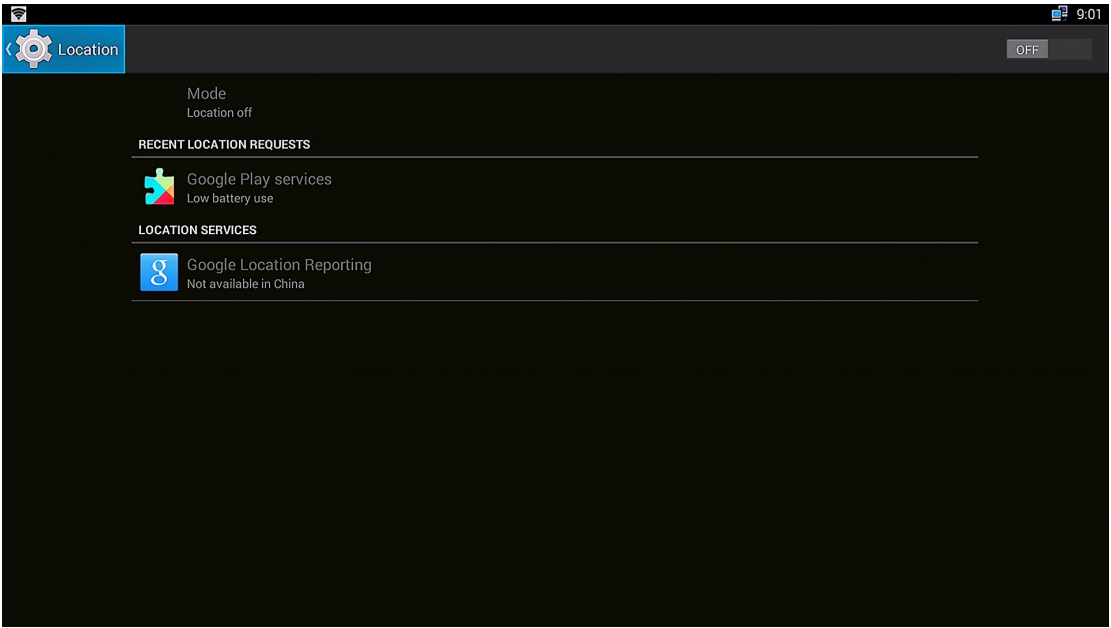 9:01
Location
OFF
Mode
Location off
RECENT LOCATION REQUESTS
Google Play services
Low battery use
LOCATION SERVICES
g
Google Location Reporting
Not available in China